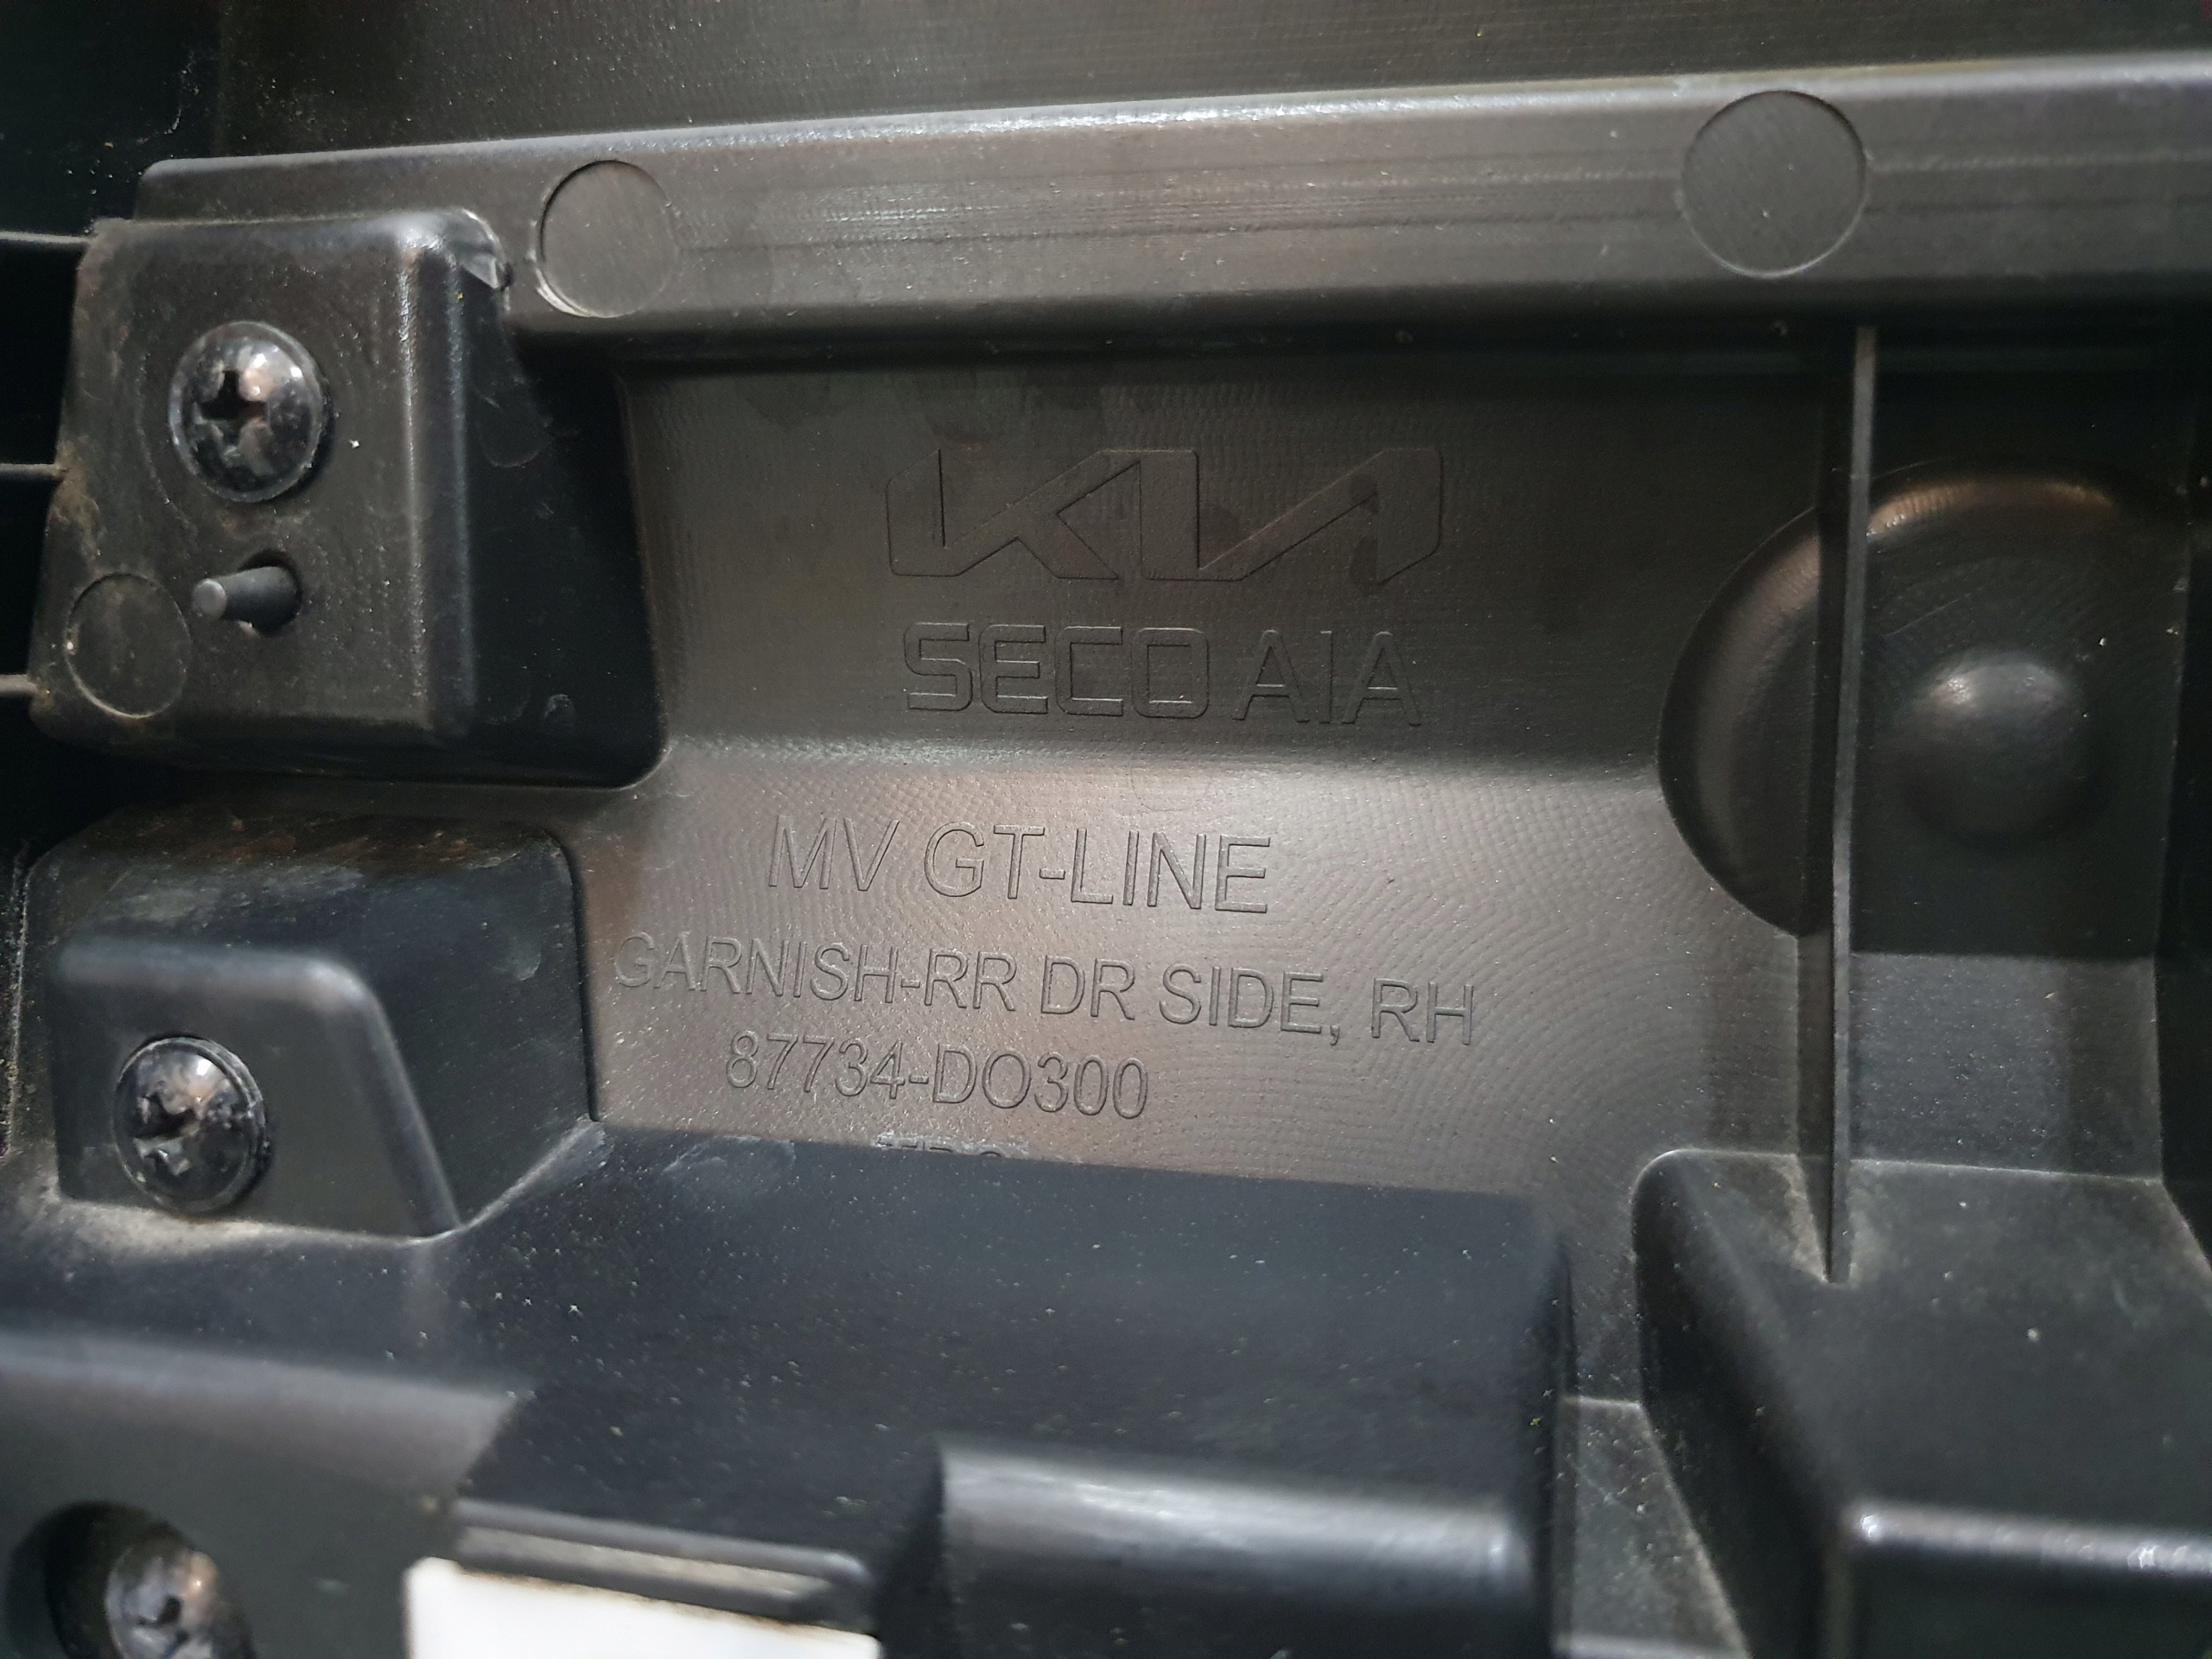 KIA
SECO AIA
MV GT-LINE
GARNISH-RR DR SIDE, RH
87734-DO300